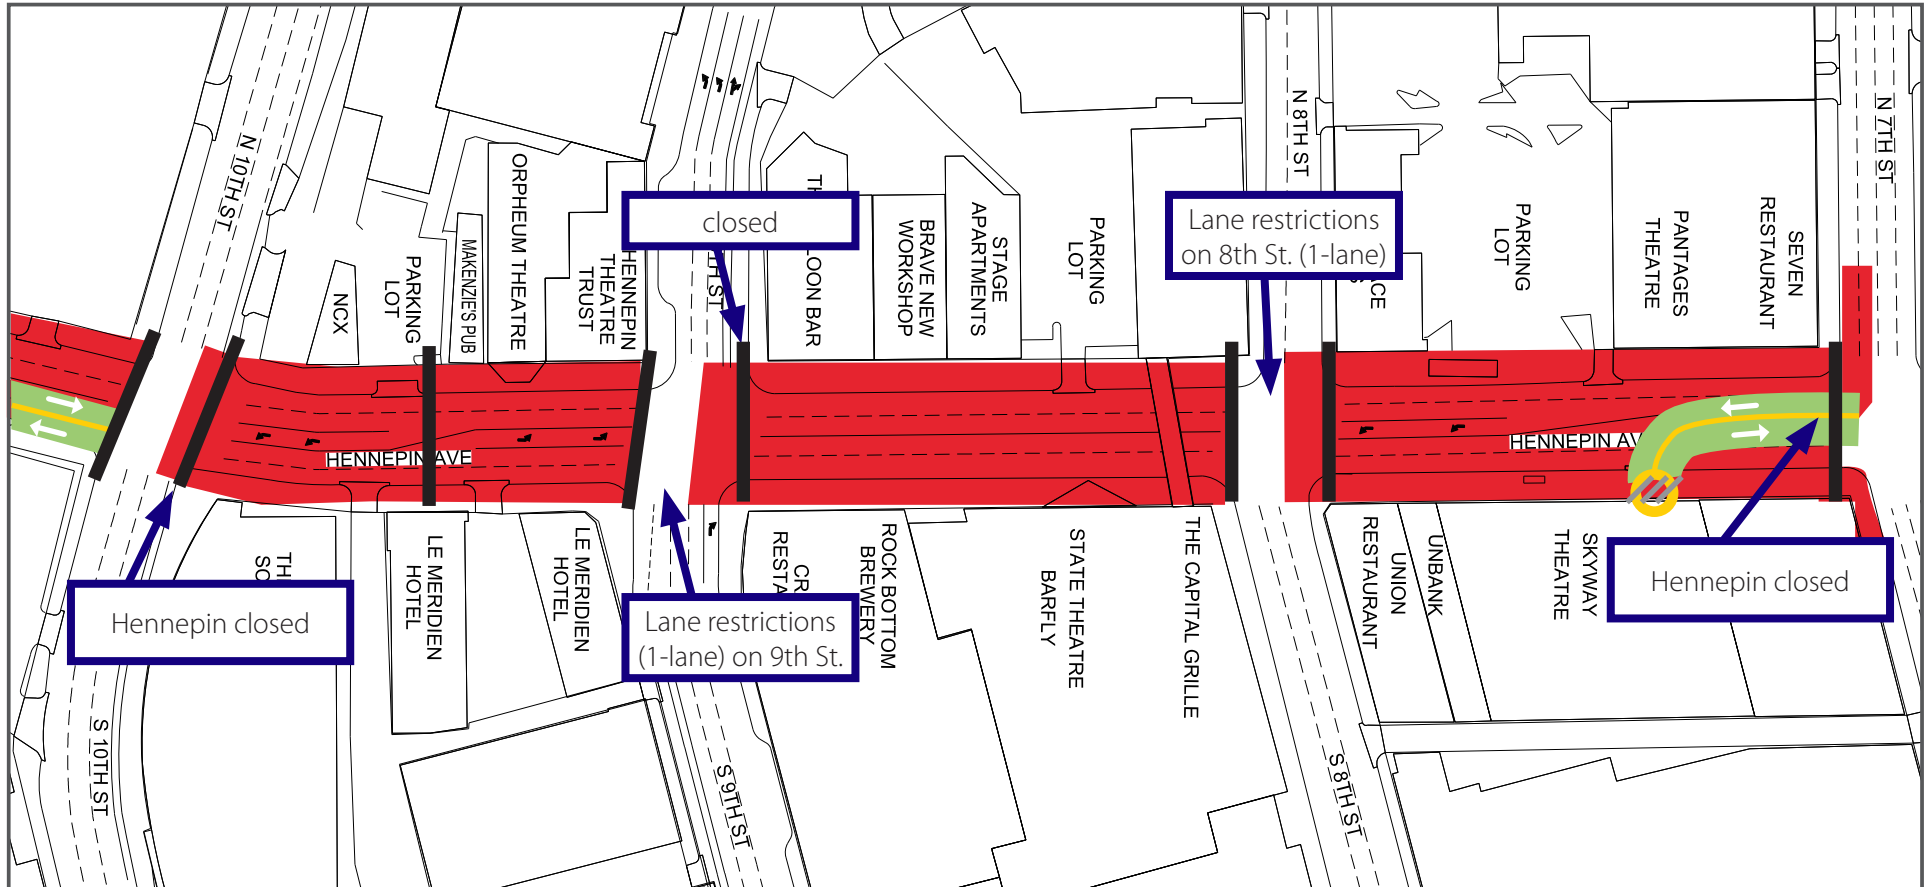 N 10TH ST
NCX
PARKING
LOT
MAKENZIE'S PUB
ORPHEUM THEATRE
HENNEPIN
THEATRE
TRUST
closed
LOON BAR
BRAVE NEW
WORKSHOP
STAGE
APARTMENTS
PARKING
LOT
N 8TH ST
Lane restrictions
on 8th St. (1-lane)
PARKING
LOT
PANTAGES
THEATRE
SEVEN
RESTAURANT
N 7TH ST
HENNEPIN AVE
HENNEPIN AV
Hennepin closed
LE MERIDIEN
HOTEL
LE MERIDIEN
HOTEL
Lane restrictions
(1-lane) on 9th St.
ROCK BOTTOM
BREWERY
STATE THEATRE
BARFLY
THE CAPITAL GRILLE
UNION
RESTAURANT
UNBANK
SKYWAY
THEATRE
Hennepin closed
S 10TH ST
S 9TH ST
S 8TH ST